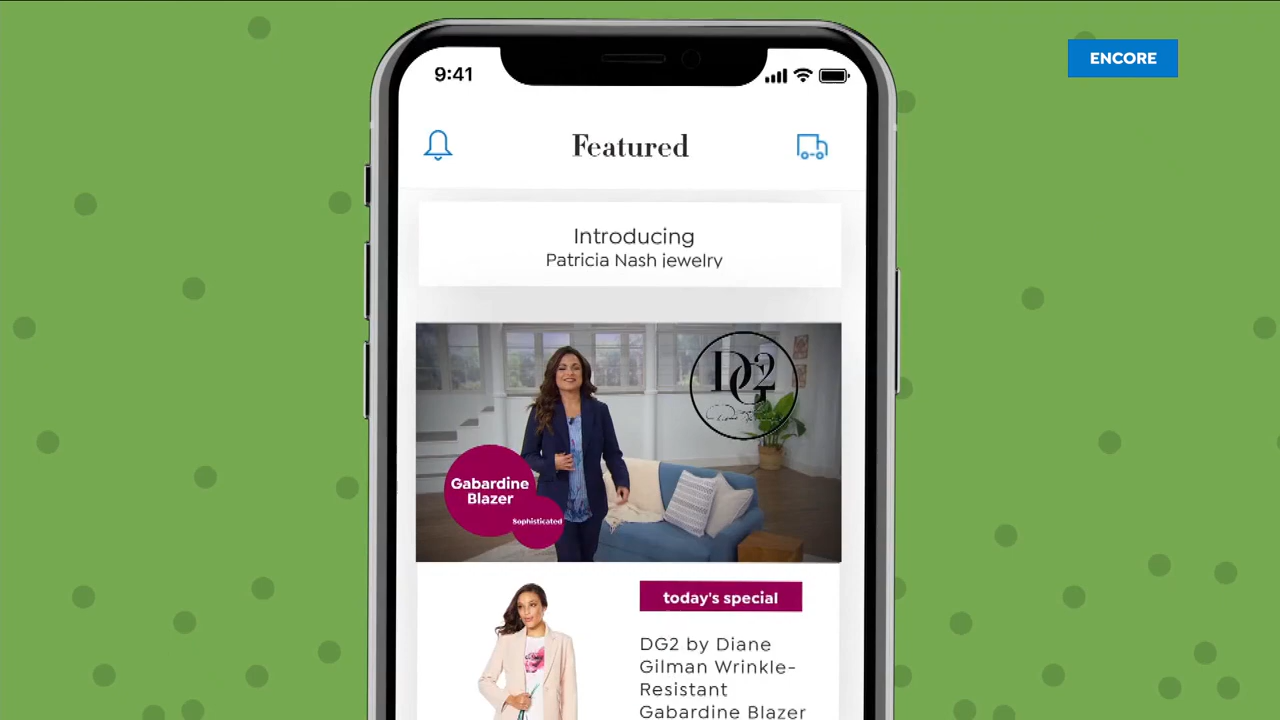 ENCORE
9:41
Featured
Introducing
Patricia Nash jewelry
DG2
Gabardine
Blazer
Sophisticated
today's special
DG2 by Diane
Gilman Wrinkle-
Resistant
Gabardine Blazer